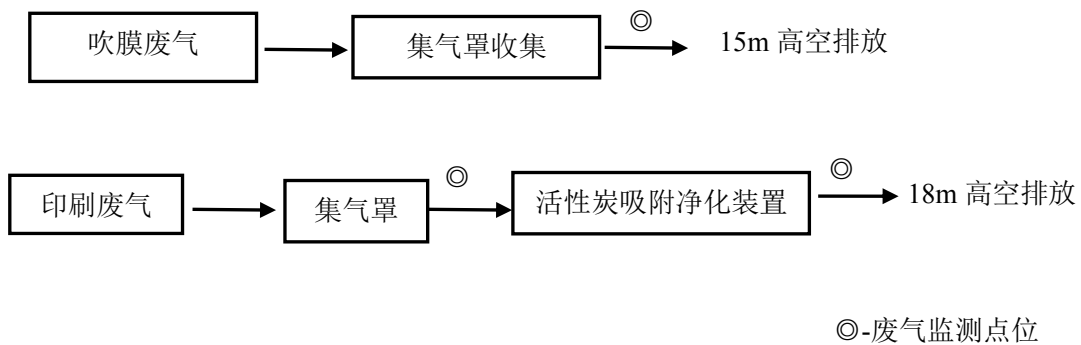 ◎
吹膜废气 集气罩收集 15m 高空排放
◎ ◎
印刷废气 集气罩 活性炭吸附净化装置 18m 高空排放
◎-废气监测点位